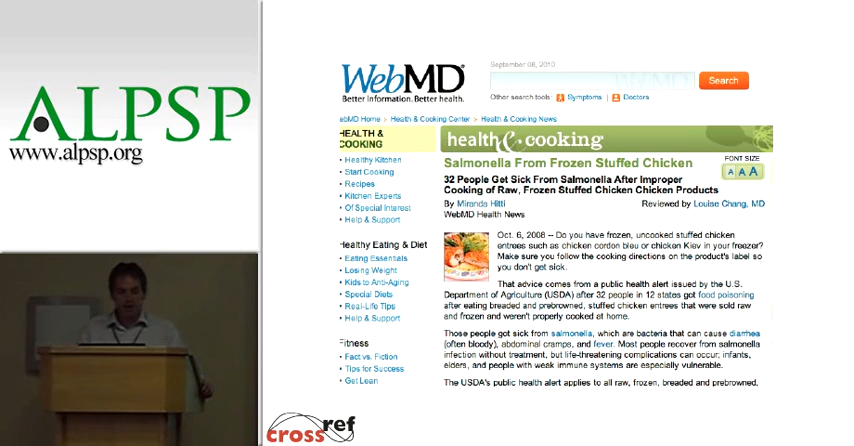 ALPSP
www.alpsp.org
WebMD
Better information. Better health.
September 08, 2010
Search
Other search tools: Symptoms | Doctors
ebMD Home > Health & Cooking Center > Health & Cooking News
HEALTH &
COOKING
Healthy Kitchen
Start Cooking
Recipes
Kitchen Experts
Of Special Interest
Help & Support
Healthy Eating & Diet
Eating Essentials
Losing Weight
Kids to Anti-Aging
Special Diets
Real-Life Tips
Help & Support
Fitness
Fact vs. Fiction
Tips for Success
Get Lean
health & cooking
Salmonella From Frozen Stuffed Chicken
FONT SIZE
A A A
32 People Get Sick From Salmonella After Improper
Cooking of Raw, Frozen Stuffed Chicken Chicken Products
By Miranda Hitti
WebMD Health News
Reviewed by Louise Chang, MD
Oct. 6, 2008 -- Do you have frozen, uncooked stuffed chicken
entrees such as chicken cordon bleu or chicken Kiev in your freezer?
Make sure you follow the cooking directions on the product's label so
you don't get sick.
That advice comes from a public health alert issued by the U.S.
Department of Agriculture (USDA) after 32 people in 12 states got food poisoning
after eating breaded and prebrowned, stuffed chicken entrees that were sold raw
and frozen and weren't properly cooked at home.
Those people got sick from salmonella, which are bacteria that can cause diarrhea
(often bloody), abdominal cramps, and fever. Most people recover from salmonella
infection without treatment, but life-threatening complications can occur; infants,
elders, and people with weak immune systems are especially vulnerable.
The USDA's public health alert applies to all raw, frozen, breaded and prebrowned,
crossref